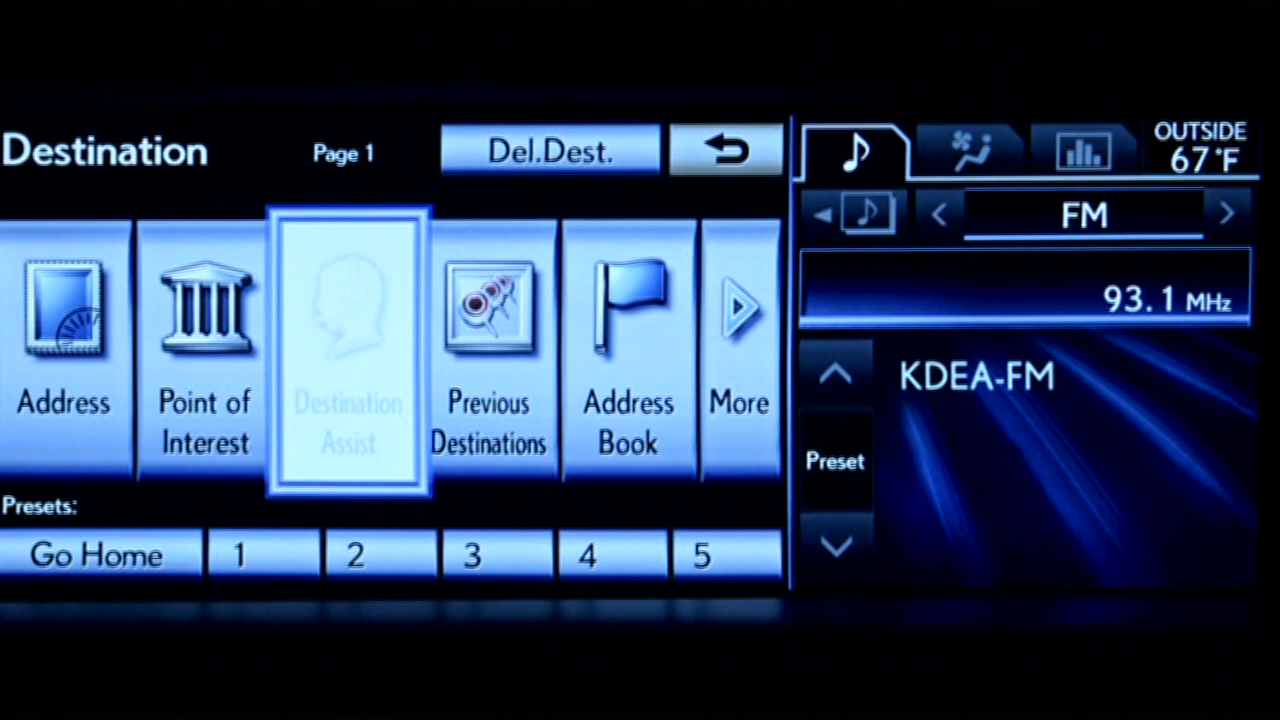 Destination
Page 1
Del.Dest.
OUTSIDE
67°F
FM
93.1 MHz
Address
Point of
Interest
Destination
Assist
Previous
Destinations
Address
Book
More
KDEA-FM
Preset
Presets:
Go Home
1
2
3
4
5